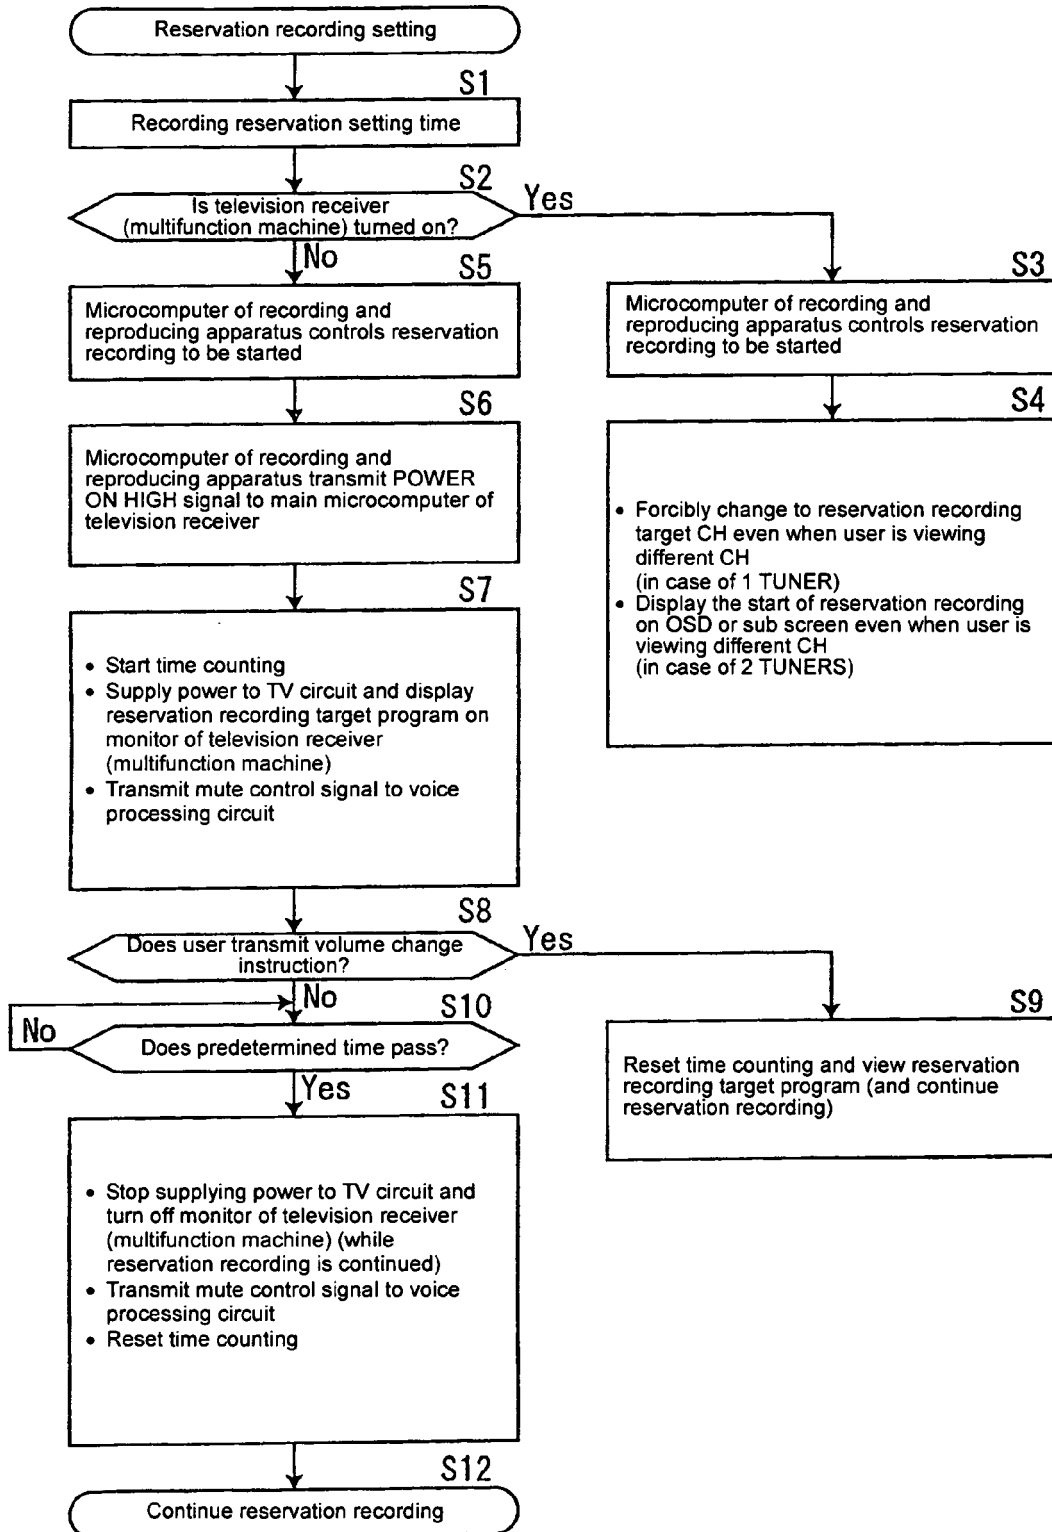 Reservation recording setting
S1
Recording reservation setting time
S2
Is television receiver
(multifunction machine) turned on?
Yes
No
S5
Microcomputer of recording and
reproducing apparatus controls reservation
recording to be started
S3
Microcomputer of recording and
reproducing apparatus controls reservation
recording to be started
S6
Microcomputer of recording and
reproducing apparatus transmit POWER
ON HIGH signal to main microcomputer of
television receiver
S4
• Forcibly change to reservation recording
target CH even when user is viewing
different CH
(in case of 1 TUNER)
• Display the start of reservation recording
on OSD or sub screen even when user is
viewing different CH
(in case of 2 TUNERS)
S7
• Start time counting
• Supply power to TV circuit and display
reservation recording target program on
monitor of television receiver
(multifunction machine)
• Transmit mute control signal to voice
processing circuit
S8
Does user transmit volume change
instruction?
Yes
No
S10
No
Does predetermined time pass?
Yes
S9
Reset time counting and view reservation
recording target program (and continue
reservation recording)
S11
• Stop supplying power to TV circuit and
turn off monitor of television receiver
(multifunction machine) (while
reservation recording is continued)
• Transmit mute control signal to voice
processing circuit
• Reset time counting
S12
Continue reservation recording